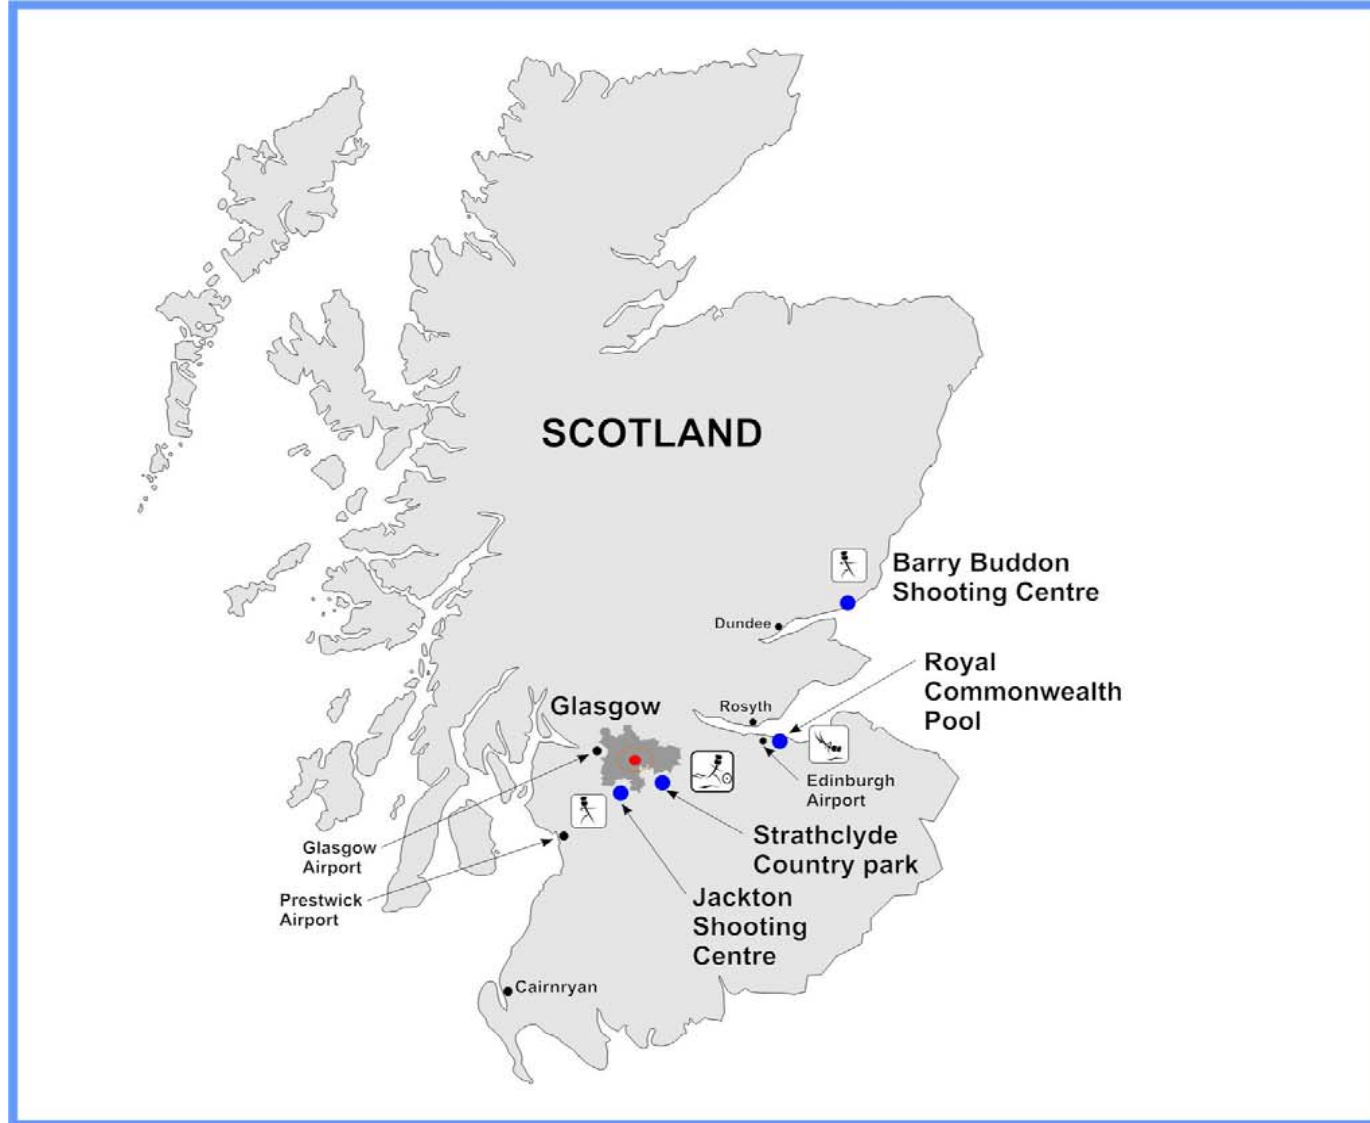 SCOTLAND
Barry Buddon
Shooting Centre
Dundee
Royal
Commonwealth
Pool
Rosyth
Glasgow
Edinburgh
Airport
Strathclyde
Country park
Glasgow
Airport
Jackton
Shooting
Centre
Prestwick
Airport
Cairnryan